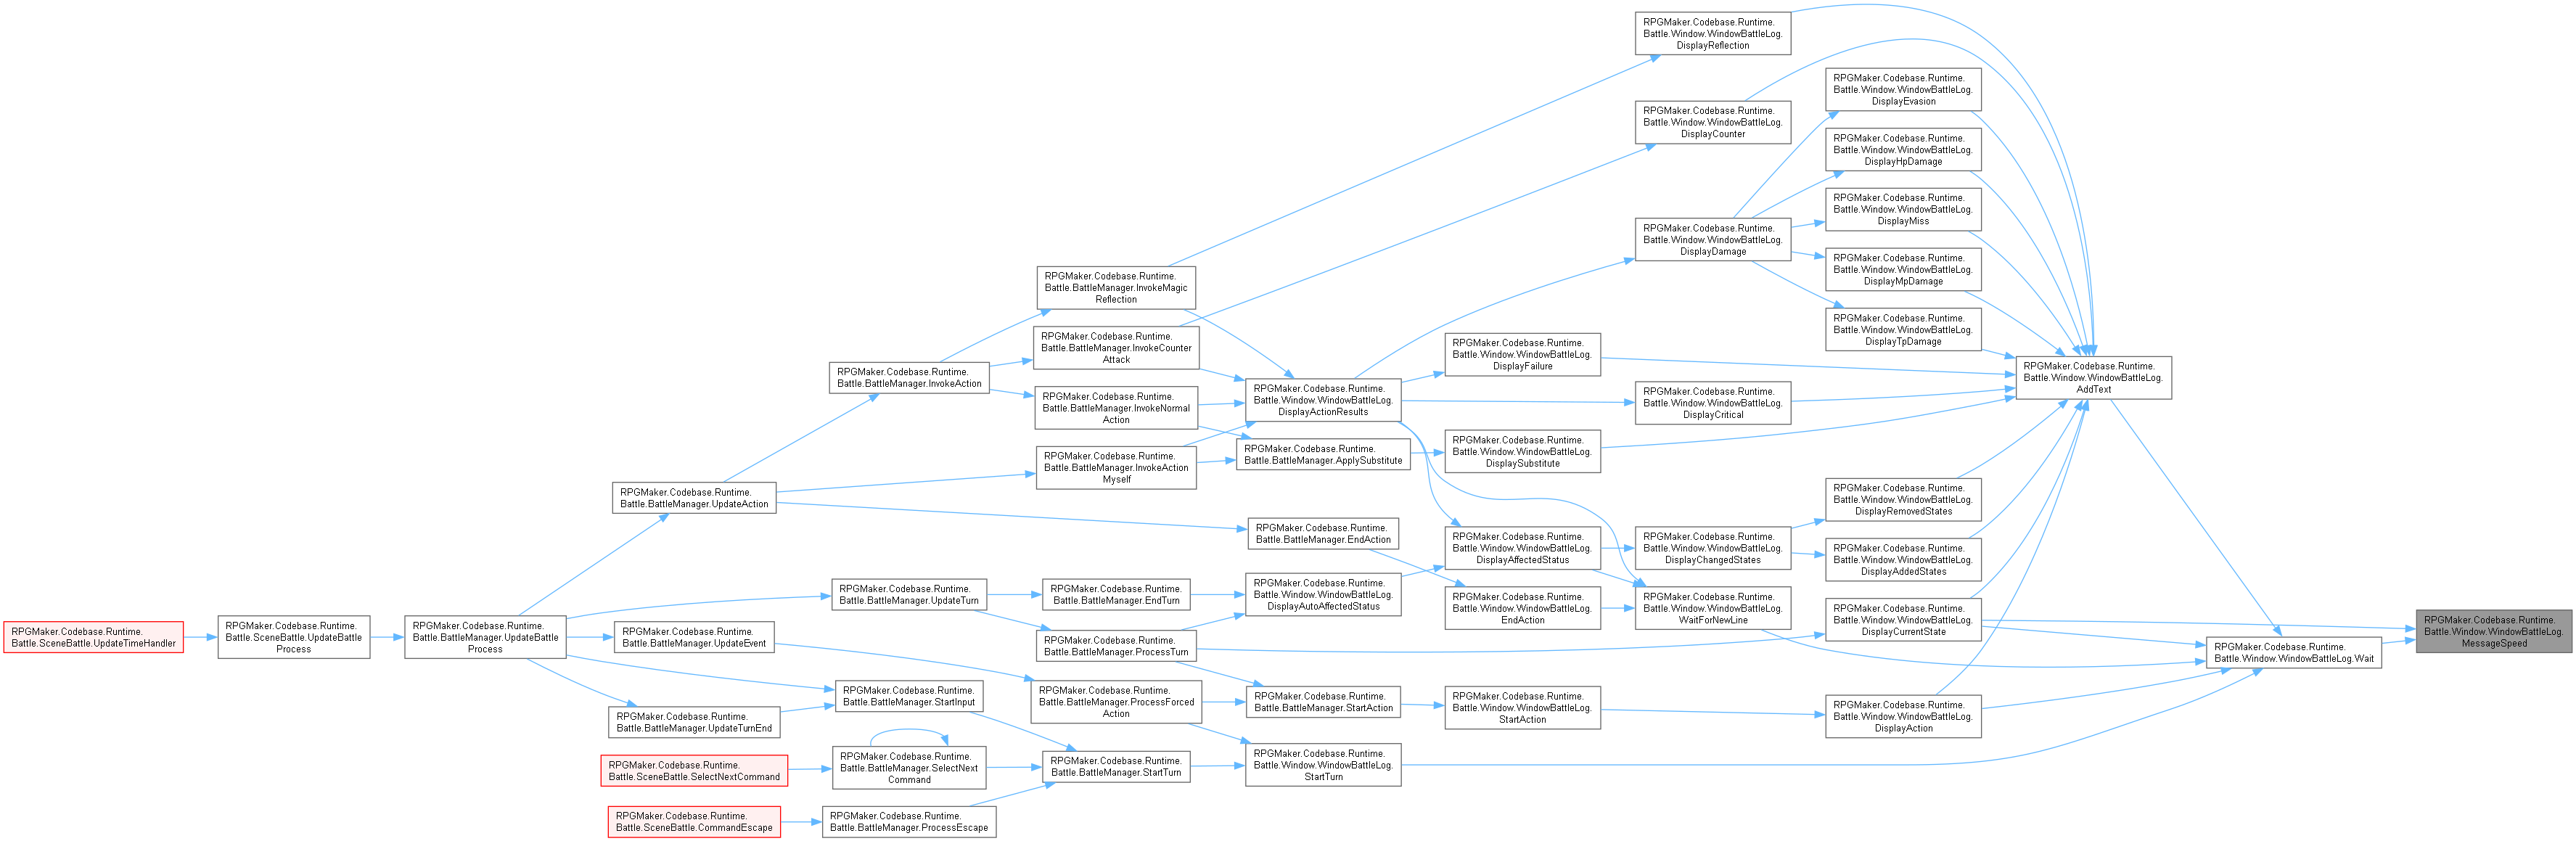 RPGMaker.Codebase.Runtime.
Battle.SceneBattle.UpdateTimeHandler
RPGMaker.Codebase.Runtime.
Battle.SceneBattle.UpdateBattle
Process
RPGMaker.Codebase.Runtime.
Battle.BattleManager.UpdateBattle
Process
RPGMaker.Codebase.Runtime.
Battle.BattleManager.UpdateAction
RPGMaker.Codebase.Runtime.
Battle.BattleManager.UpdateEvent
RPGMaker.Codebase.Runtime.
Battle.BattleManager.UpdateTurnEnd
RPGMaker.Codebase.Runtime.
Battle.SceneBattle.SelectNextCommand
RPGMaker.Codebase.Runtime.
Battle.SceneBattle.CommandEscape
RPGMaker.Codebase.Runtime.
Battle.BattleManager.InvokeAction
RPGMaker.Codebase.Runtime.
Battle.BattleManager.UpdateTurn
RPGMaker.Codebase.Runtime.
Battle.BattleManager.StartInput
RPGMaker.Codebase.Runtime.
Battle.BattleManager.SelectNext
Command
RPGMaker.Codebase.Runtime.
Battle.BattleManager.ProcessEscape
RPGMaker.Codebase.Runtime.
Battle.BattleManager.InvokeMagic
Reflection
RPGMaker.Codebase.Runtime.
Battle.BattleManager.InvokeCounter
Attack
RPGMaker.Codebase.Runtime.
Battle.BattleManager.InvokeNormal
Action
RPGMaker.Codebase.Runtime.
Battle.BattleManager.InvokeAction
Myself
RPGMaker.Codebase.Runtime.
Battle.BattleManager.EndTurn
RPGMaker.Codebase.Runtime.
Battle.BattleManager.ProcessTurn
RPGMaker.Codebase.Runtime.
Battle.BattleManager.ProcessForced
Action
RPGMaker.Codebase.Runtime.
Battle.BattleManager.StartTurn
RPGMaker.Codebase.Runtime.
Battle.Window.WindowBattleLog.
DisplayActionResults
RPGMaker.Codebase.Runtime.
Battle.BattleManager.ApplySubstitute
RPGMaker.Codebase.Runtime.
Battle.BattleManager.EndAction
RPGMaker.Codebase.Runtime.
Battle.Window.WindowBattleLog.
DisplayAutoAffectedStatus
RPGMaker.Codebase.Runtime.
Battle.BattleManager.StartAction
RPGMaker.Codebase.Runtime.
Battle.Window.WindowBattleLog.
StartTurn
RPGMaker.Codebase.Runtime.
Battle.Window.WindowBattleLog.
DisplayFailure
RPGMaker.Codebase.Runtime.
Battle.Window.WindowBattleLog.
DisplaySubstitute
RPGMaker.Codebase.Runtime.
Battle.Window.WindowBattleLog.
DisplayAffectedStatus
RPGMaker.Codebase.Runtime.
Battle.Window.WindowBattleLog.
EndAction
RPGMaker.Codebase.Runtime.
Battle.Window.WindowBattleLog.
StartAction
RPGMaker.Codebase.Runtime.
Battle.Window.WindowBattleLog.
DisplayReflection
RPGMaker.Codebase.Runtime.
Battle.Window.WindowBattleLog.
DisplayCounter
RPGMaker.Codebase.Runtime.
Battle.Window.WindowBattleLog.
DisplayDamage
RPGMaker.Codebase.Runtime.
Battle.Window.WindowBattleLog.
DisplayCritical
RPGMaker.Codebase.Runtime.
Battle.Window.WindowBattleLog.
DisplayChangedStates
RPGMaker.Codebase.Runtime.
Battle.Window.WindowBattleLog.
WaitForNewLine
RPGMaker.Codebase.Runtime.
Battle.Window.WindowBattleLog.
DisplayEvasion
RPGMaker.Codebase.Runtime.
Battle.Window.WindowBattleLog.
DisplayHpDamage
RPGMaker.Codebase.Runtime.
Battle.Window.WindowBattleLog.
DisplayMiss
RPGMaker.Codebase.Runtime.
Battle.Window.WindowBattleLog.
DisplayMpDamage
RPGMaker.Codebase.Runtime.
Battle.Window.WindowBattleLog.
DisplayTpDamage
RPGMaker.Codebase.Runtime.
Battle.Window.WindowBattleLog.
DisplayRemovedStates
RPGMaker.Codebase.Runtime.
Battle.Window.WindowBattleLog.
DisplayAddedStates
RPGMaker.Codebase.Runtime.
Battle.Window.WindowBattleLog.
DisplayCurrentState
RPGMaker.Codebase.Runtime.
Battle.Window.WindowBattleLog.
DisplayAction
RPGMaker.Codebase.Runtime.
Battle.Window.WindowBattleLog.
AddText
RPGMaker.Codebase.Runtime.
Battle.Window.WindowBattleLog.Wait
RPGMaker.Codebase.Runtime.
Battle.Window.WindowBattleLog.
MessageSpeed